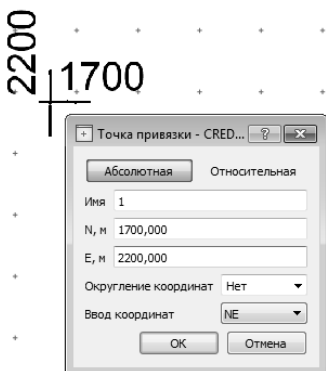 2200
1700
Точка привязки - CRED...
Абсолютная Относительная
Имя 1
N, м 1700,000
E, м 2200,000
Округление координат Нет
Ввод координат NE
OK Отмена